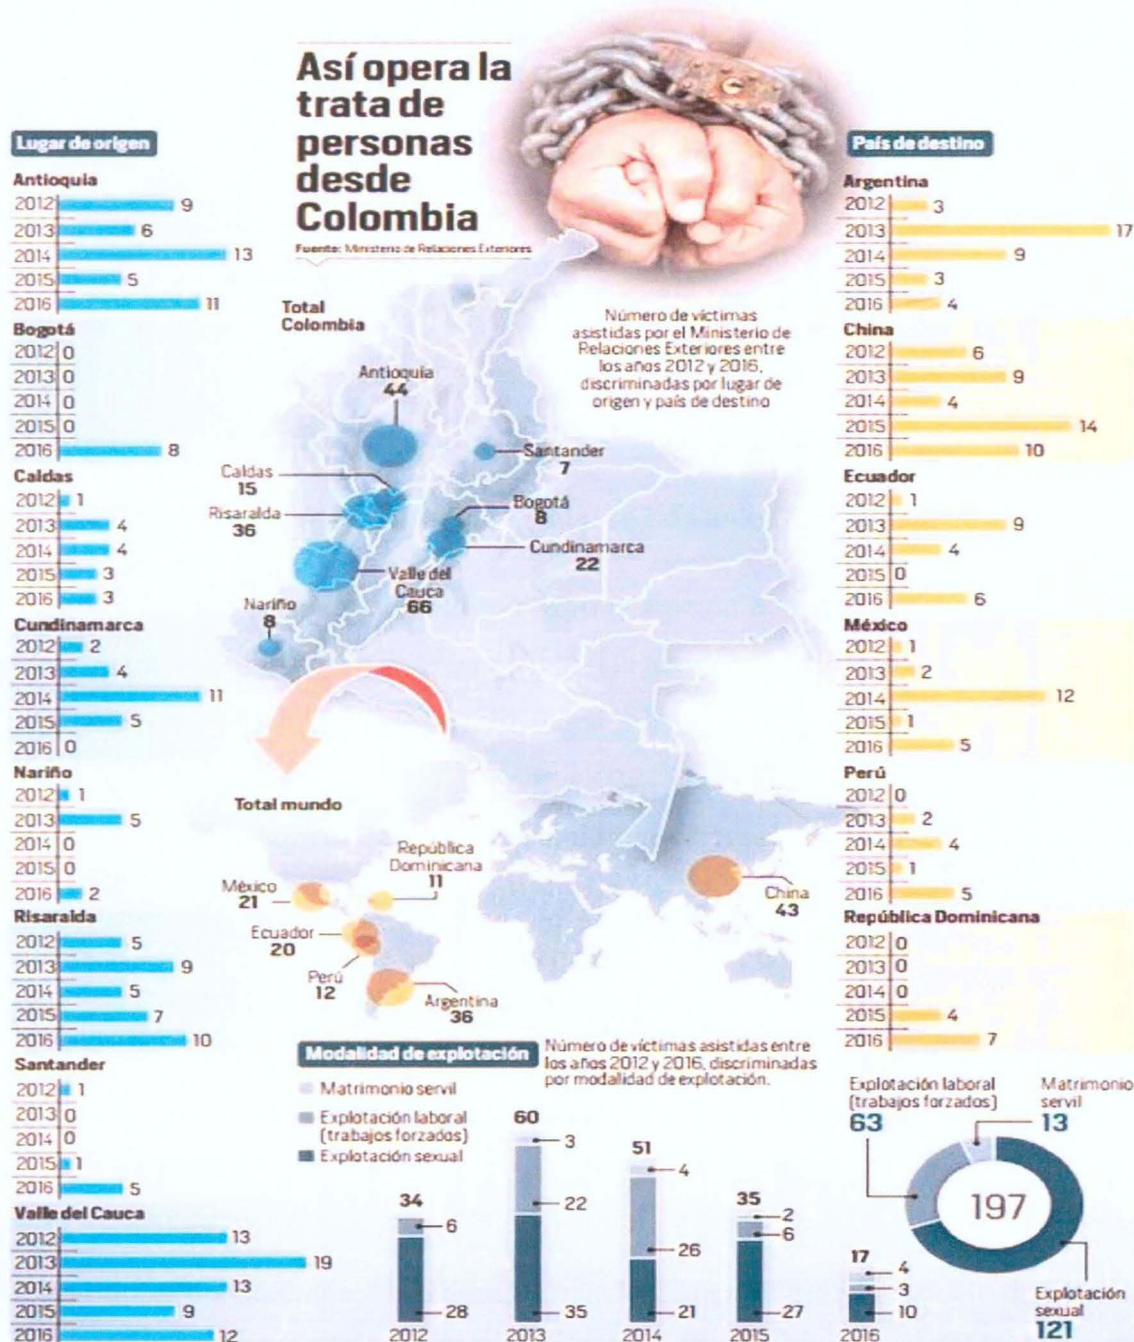 Así opera la
trata de
personas
desde
Colombia
Fuente: Ministerio de Relaciones Exteriores
Lugar de origen
Antioquia
2012 9
2013 6
2014 13
2015 5
2016 11
Bogotá
2012 0
2013 0
2014 0
2015 0
2016 8
Caldas
2012 1
2013 4
2014 4
2015 3
2016 3
Cundinamarca
2012 2
2013 4
2014 11
2015 5
2016 0
Nariño
2012 1
2013 5
2014 0
2015 0
2016 2
Risaralda
2012 5
2013 9
2014 5
2015 7
2016 10
Santander
2012 1
2013 0
2014 0
2015 1
2016 5
Valle del Cauca
2012 13
2013 19
2014 13
2015 9
2016 12
Total
Colombia
Número de víctimas
asistidas por el Ministerio de
Relaciones Exteriores entre
los años 2012 y 2016,
discriminadas por lugar de
origen y país de destino
Antioquia
44
Santander
7
Caldas
15
Bogotá
8
Risaralda
36
Cundinamarca
22
Valle del
Cauca
66
Nariño
8
Total mundo
República
Dominicana
11
México
21
China
43
Ecuador
20
Perú
12
Argentina
36
País de destino
Argentina
2012 3
2013 17
2014 9
2015 3
2016 4
China
2012 6
2013 9
2014 4
2015 14
2016 10
Ecuador
2012 1
2013 9
2014 4
2015 0
2016 6
México
2012 1
2013 2
2014 12
2015 1
2016 5
Perú
2012 0
2013 2
2014 4
2015 1
2016 5
República Dominicana
2012 0
2013 0
2014 0
2015 4
2016 7
Modalidad de explotación
Número de víctimas asistidas entre
los años 2012 y 2016, discriminadas
por modalidad de explotación.
Matrimonio servil
Explotación laboral
(trabajos forzados)
Explotación sexual
34
6
28
2012
60
3
22
35
2013
51
4
26
21
2014
35
2
6
27
2015
17
4
3
10
2016
Explotación laboral
(trabajos forzados)
63
Matrimonio
servil
13
197
Explotación
sexual
121